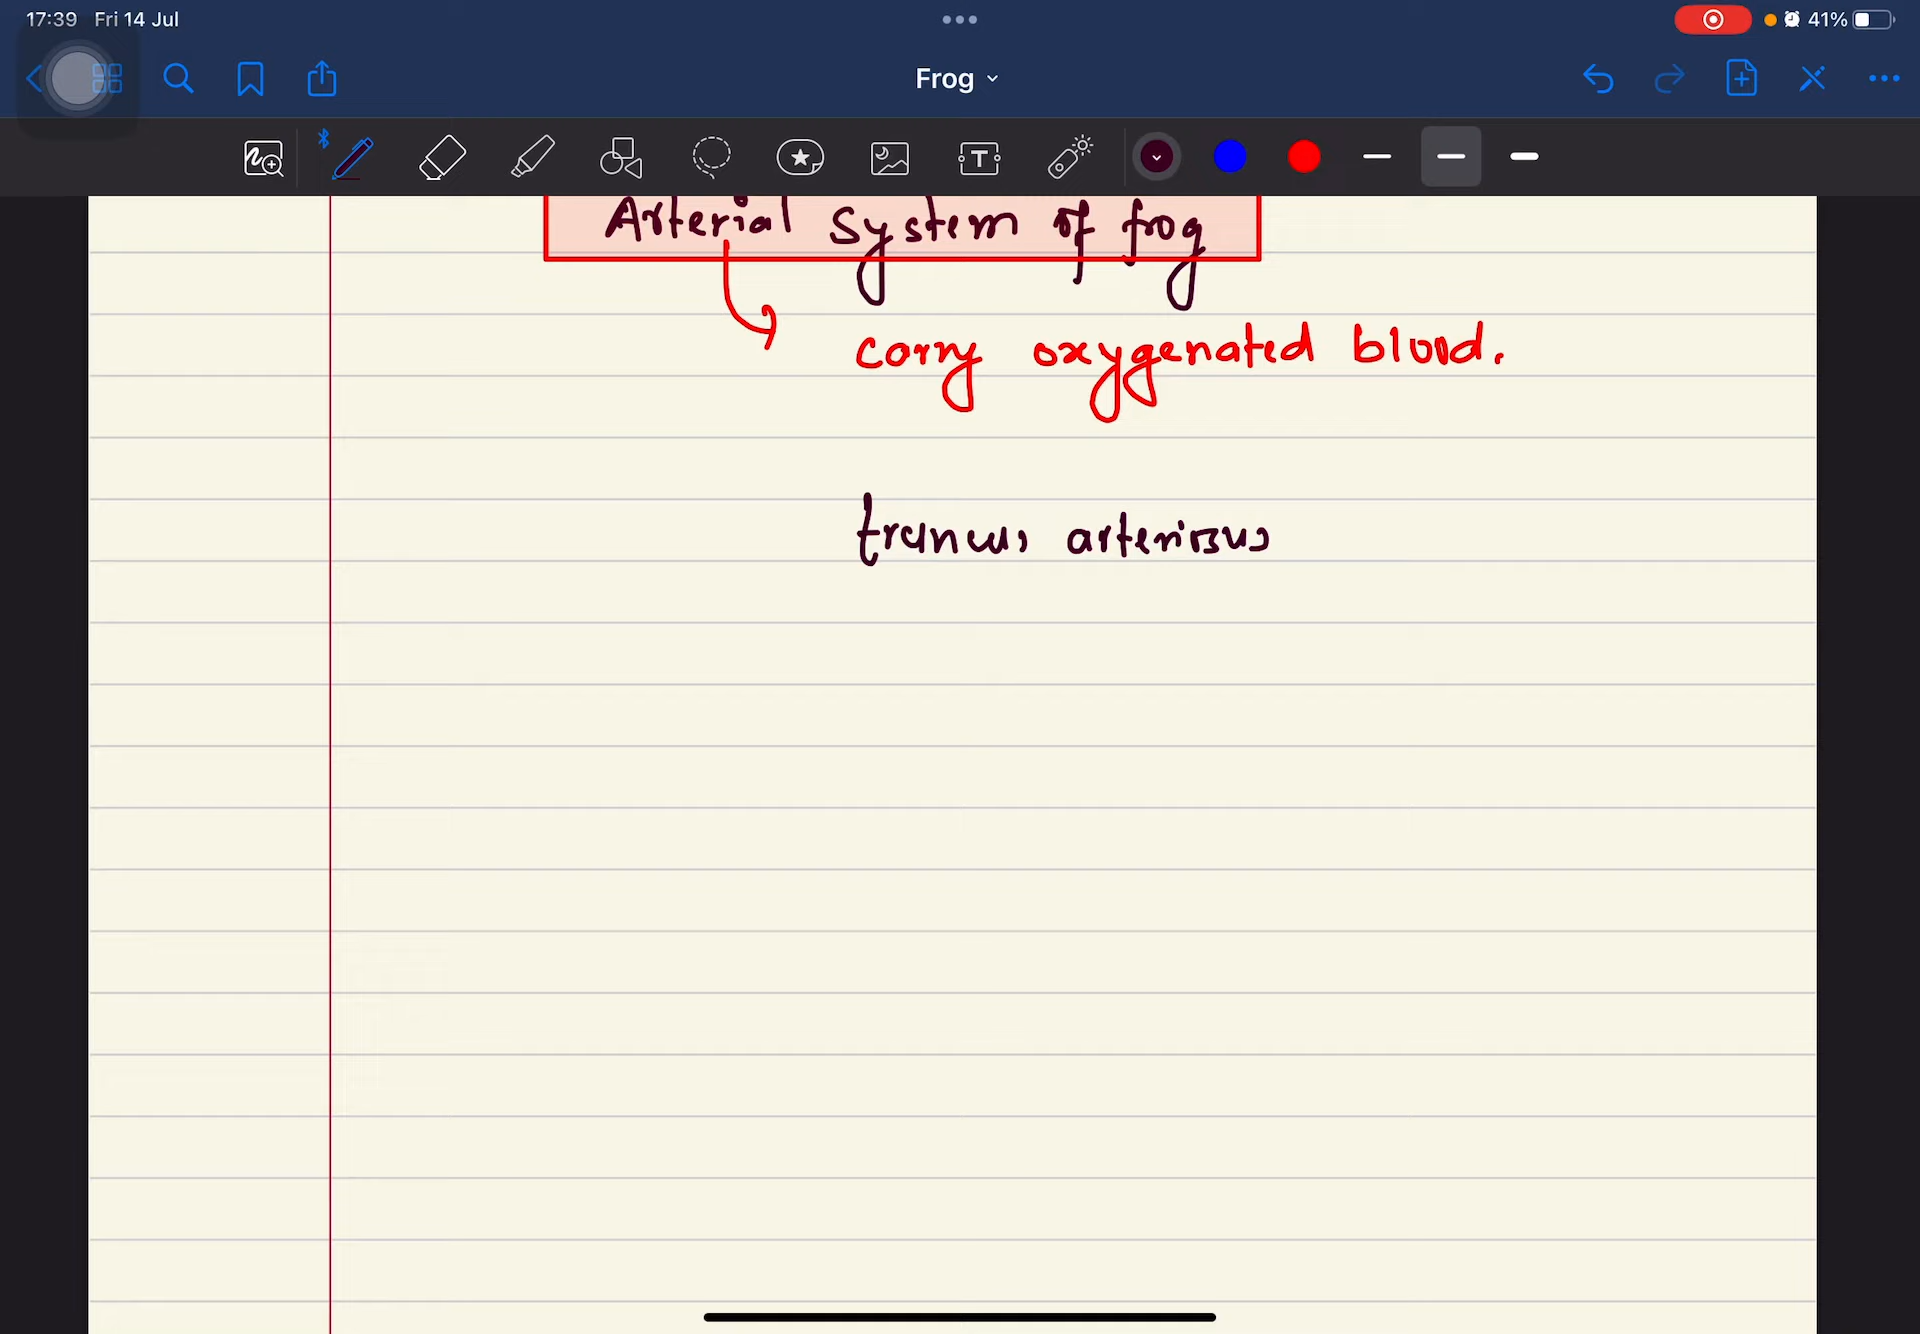 17:39 Fri 14 Jul
41%
Frog
T
Arterial System of frog
carry oxygenated blood.
truncus arteriosus